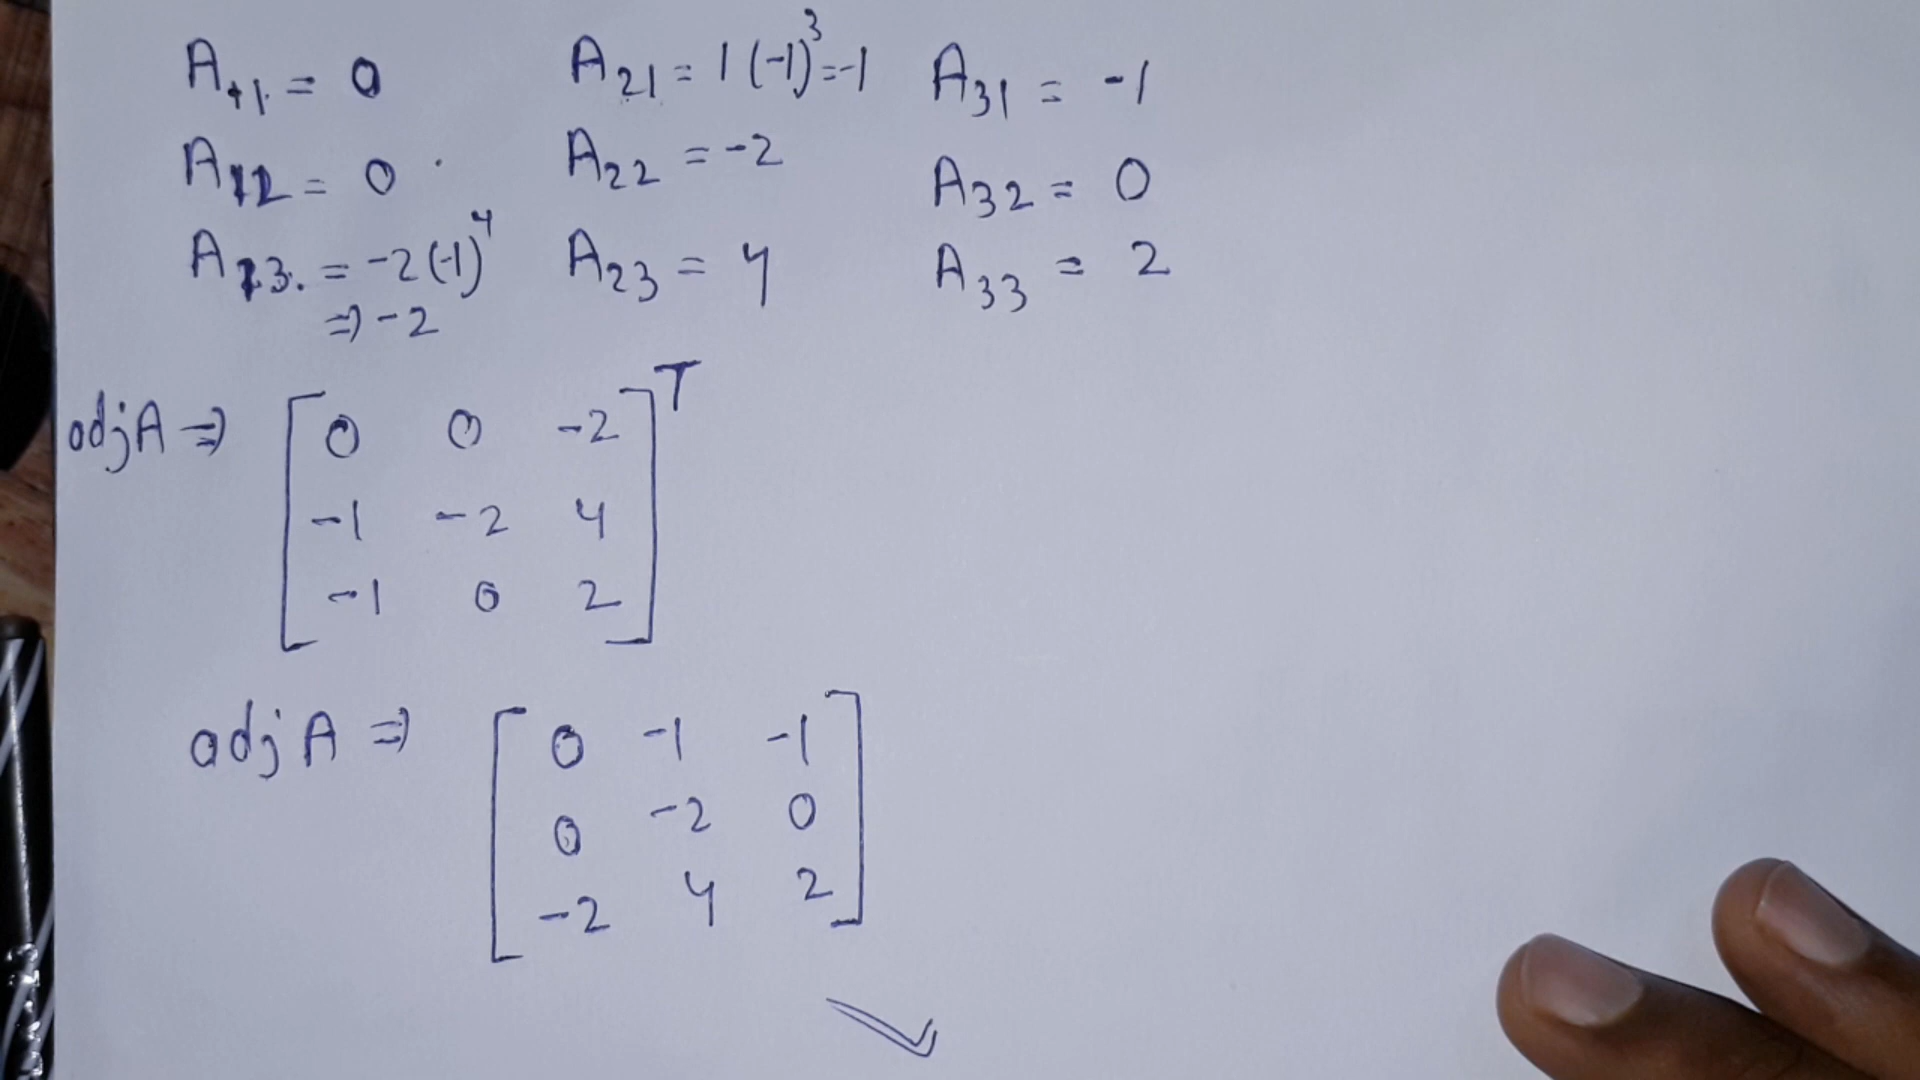 A11 = 0 A21 = 1(-1)^3 = -1 A31 = -1
A12 = 0 A22 = -2 A32 = 0
A13. = -2(-1)^4 A23 = 4 A33 = 2
⇒ -2
adjA ⇒ [0 0 -2]^T
-1 -2 4
-1 0 2
adj A ⇒ [0 -1 -1]
0 -2 0
-2 4 2